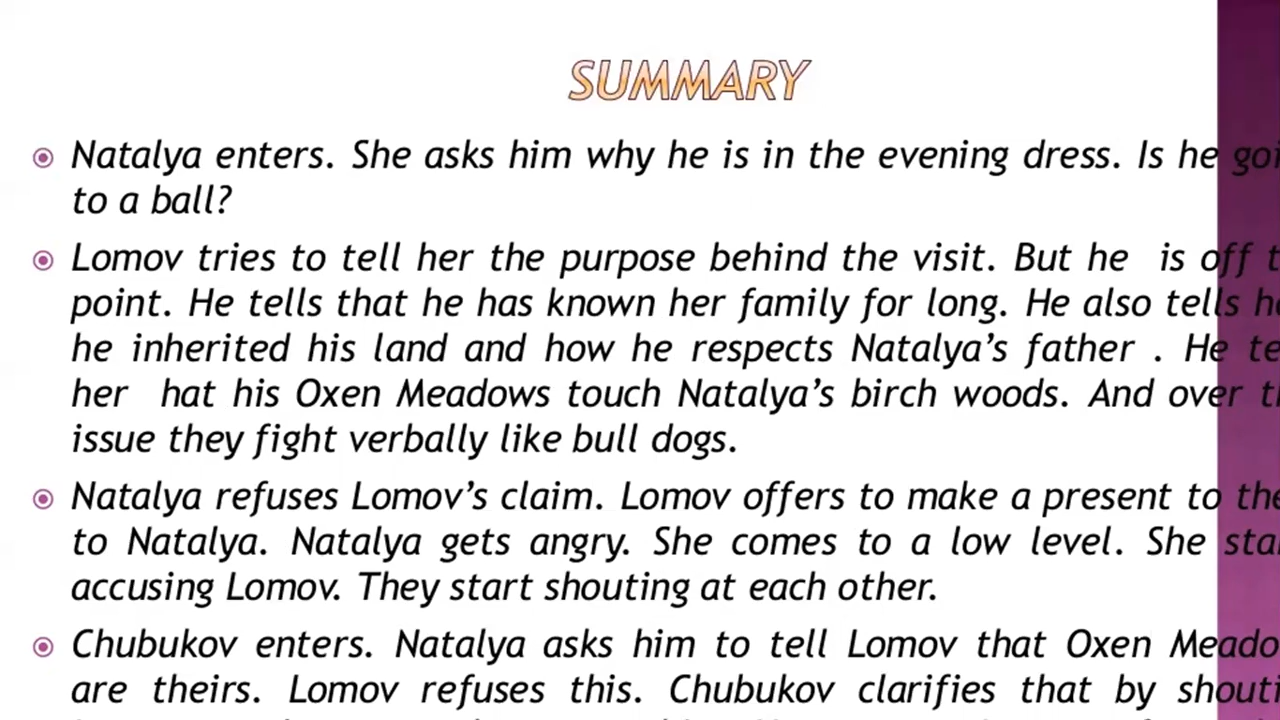 SUMMARY
Natalya enters. She asks him why he is in the evening dress. Is he
to a ball?
Lomov tries to tell her the purpose behind the visit. But he is off
point. He tells that he has known her family for long. He also tells
he inherited his land and how he respects Natalya's father . He
her hat his Oxen Meadows touch Natalya's birch woods. And over
issue they fight verbally like bull dogs.
Natalya refuses Lomov's claim. Lomov offers to make a present to
to Natalya. Natalya gets angry. She comes to a low level. She
accusing Lomov. They start shouting at each other.
Chubukov enters. Natalya asks him to tell Lomov that Oxen
are theirs. Lomov refuses this. Chubukov clarifies that by